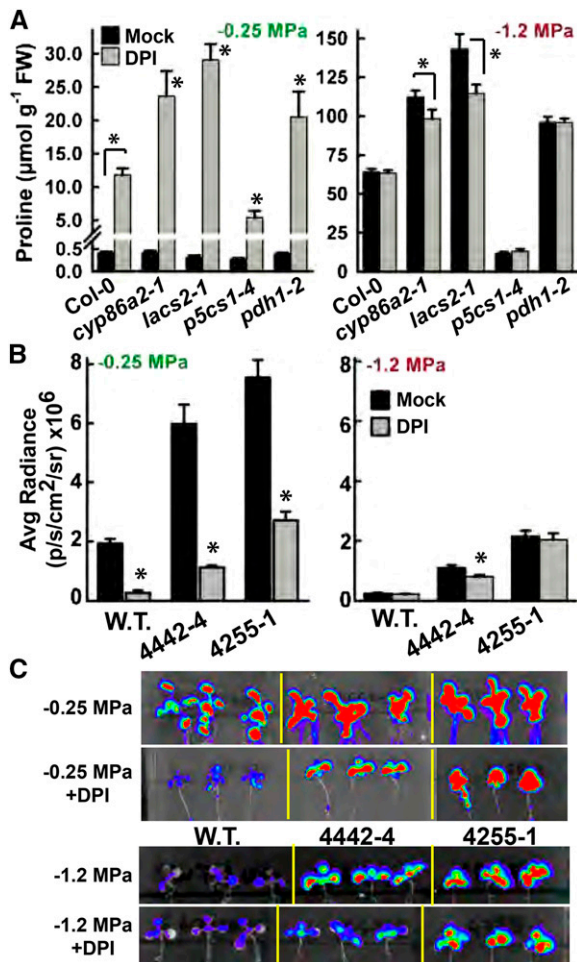 A
Mock
DPI
-0.25 MPa
-1.2 MPa
Proline (µmol g-1 FW)
30.0
25.0
20.0
15.0
10.0
5.0
0.5
0.0
* * * * *
150
125
100
75
50
25
0
* *
Col-0
cyp86a2-1
lacs2-1
p5cs1-4
pdh1-2
Col-0
cyp86a2-1
lacs2-1
p5cs1-4
pdh1-2
B
-0.25 MPa
-1.2 MPa
Mock
DPI
Avg Radiance
(p/s/cm2/sr) x106
8
6
4
2
0
* * *
8
6
4
2
0
*
W.T.
4442-4
4255-1
W.T.
4442-4
4255-1
C
-0.25 MPa
-0.25 MPa
+DPI
W.T.
4442-4
4255-1
-1.2 MPa
-1.2 MPa
+DPI